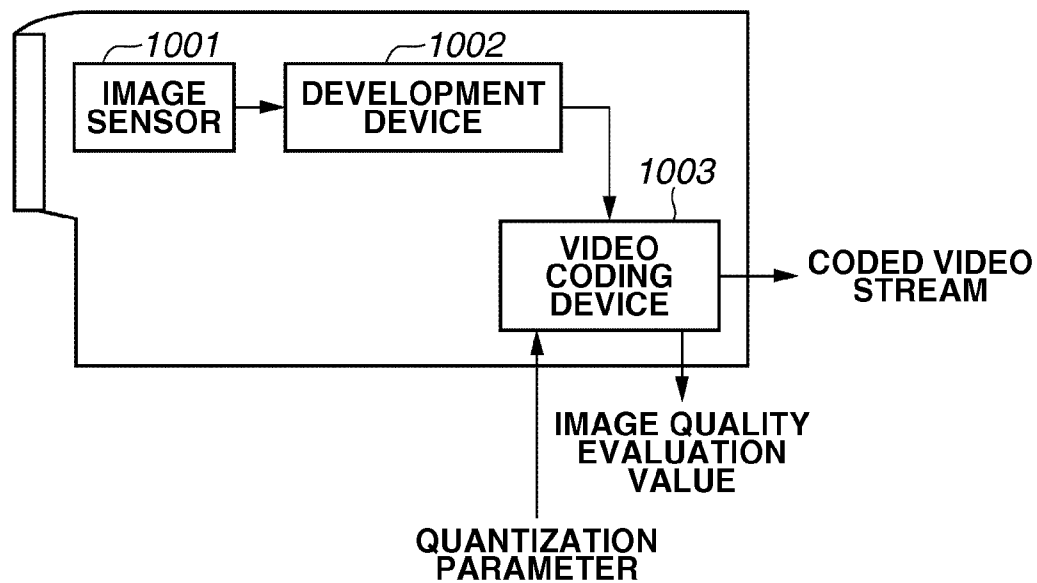 1001
IMAGE
SENSOR
1002
DEVELOPMENT
DEVICE
1003
VIDEO
CODING
DEVICE
CODED VIDEO
STREAM
IMAGE QUALITY
EVALUATION
VALUE
QUANTIZATION
PARAMETER